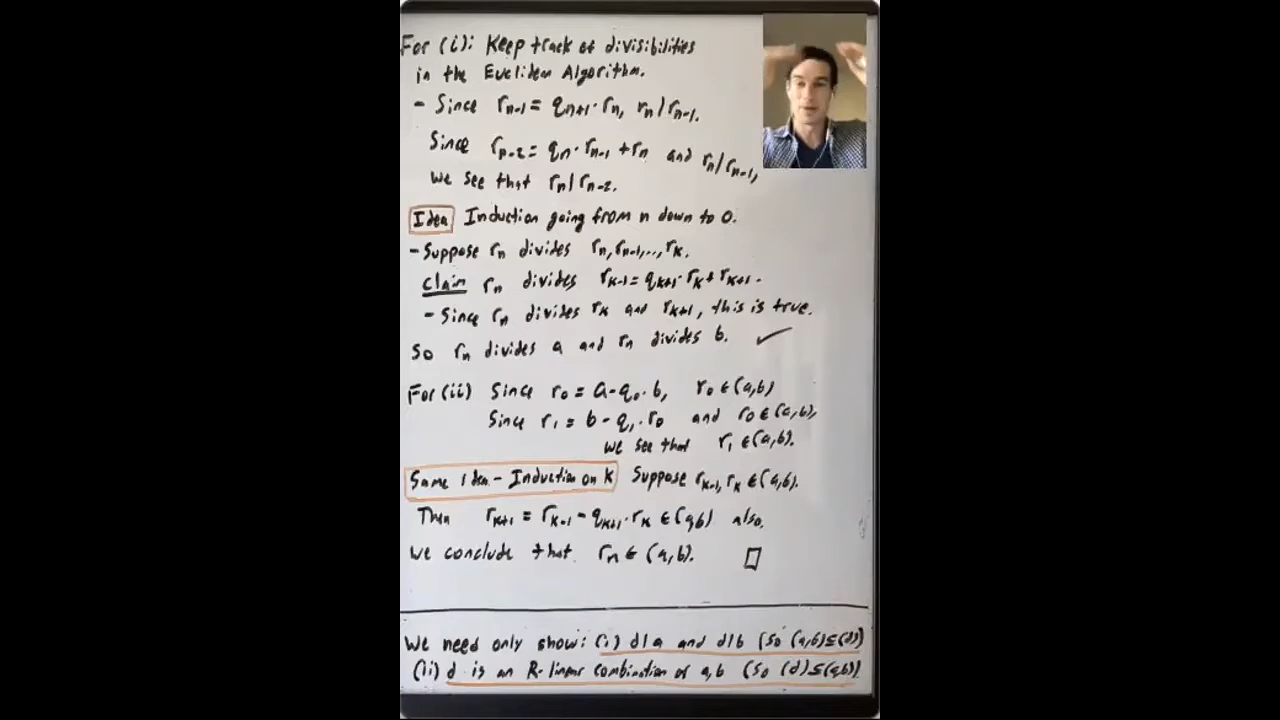 For (i): Keep track of divisibilities
in the Euclidean Algorithm.
- Since rₙ₋₁ = qₙ₊₁·rₙ, rₙ | rₙ₋₁.
Since rₙ₋₂ = qₙ·rₙ₋₁ + rₙ and rₙ | rₙ₋₁,
we see that rₙ | rₙ₋₂.
Idea Induction going from n down to 0.
- Suppose rₙ divides rₙ, rₙ₋₁, ..., rₖ.
Claim rₙ divides rₖ₋₁ = qₖ₊₁·rₖ + rₖ₊₁.
- Since rₙ divides rₖ and rₖ₊₁, this is true.
So rₙ divides a and rₙ divides b. ✓
For (ii) Since r₀ = a - q₀·b, r₀ ∈ (a,b)
Since r₁ = b - q₁·r₀ and r₀ ∈ (a,b),
we see that r₁ ∈ (a,b).
Same Idea - Induction on k Suppose rₖ₋₁, rₖ ∈ (a,b).
Then rₖ₊₁ = rₖ₋₁ - qₖ₊₁·rₖ ∈ (a,b) also.
We conclude that rₙ ∈ (a,b). □
We need only show: (i) d|a and d|b (so (a,b) ⊆ (d))
(ii) d is an R-linear combination of a,b (so (d) ⊆ (a,b)).